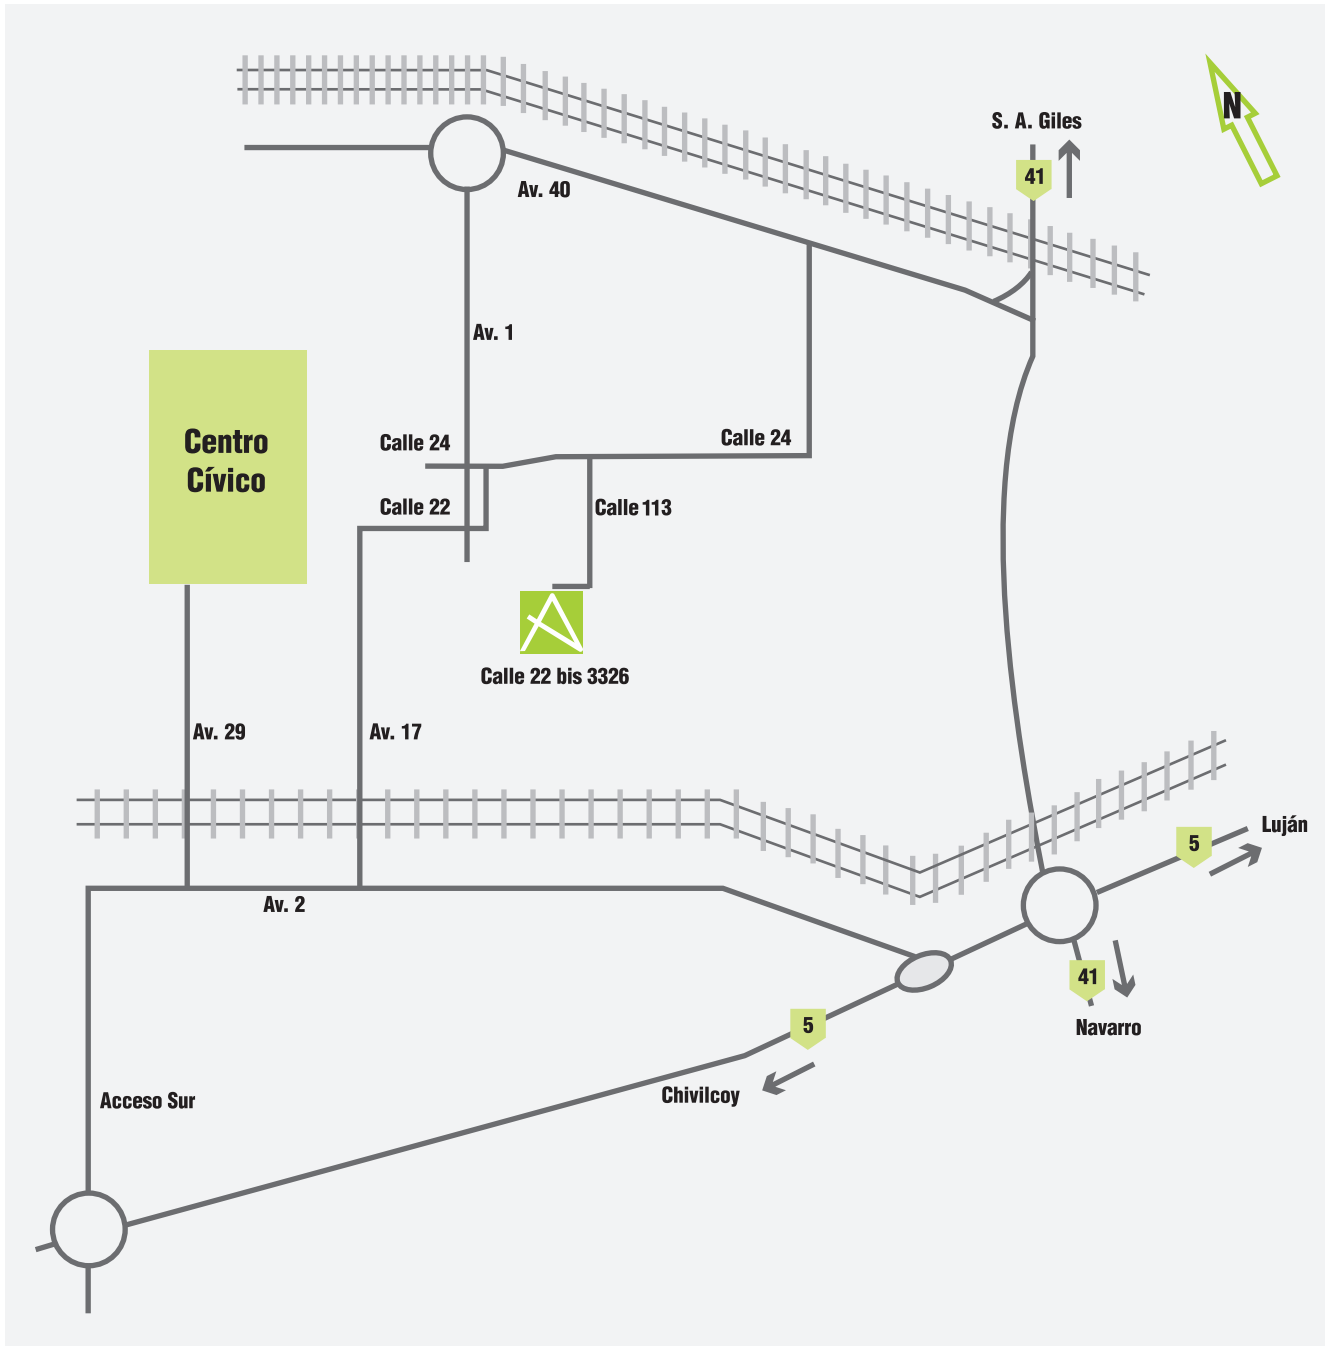 N
S. A. Giles
41
Av. 40
Av. 1
Centro
Cívico
Calle 24
Calle 24
Calle 22
Calle 113
Calle 22 bis 3326
Av. 29
Av. 17
Luján
5
Av. 2
41
5
Navarro
Chivilcoy
Acceso Sur